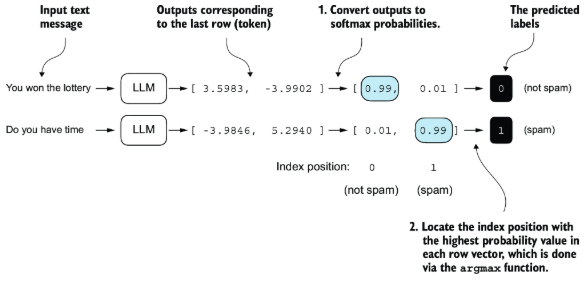 Input text
message
Outputs corresponding
to the last row (token)
1. Convert outputs to
softmax probabilities.
The predicted
labels
You won the lottery LLM [ 3.5983, -3.9902 ] [ 0.99, 0.01 ] 0 (not spam)
Do you have time LLM [ -3.9846, 5.2940 ] [ 0.01, 0.99 ] 1 (spam)
Index position: 0 1
(not spam) (spam)
2. Locate the index position with
the highest probability value in
each row vector, which is done
via the argmax function.